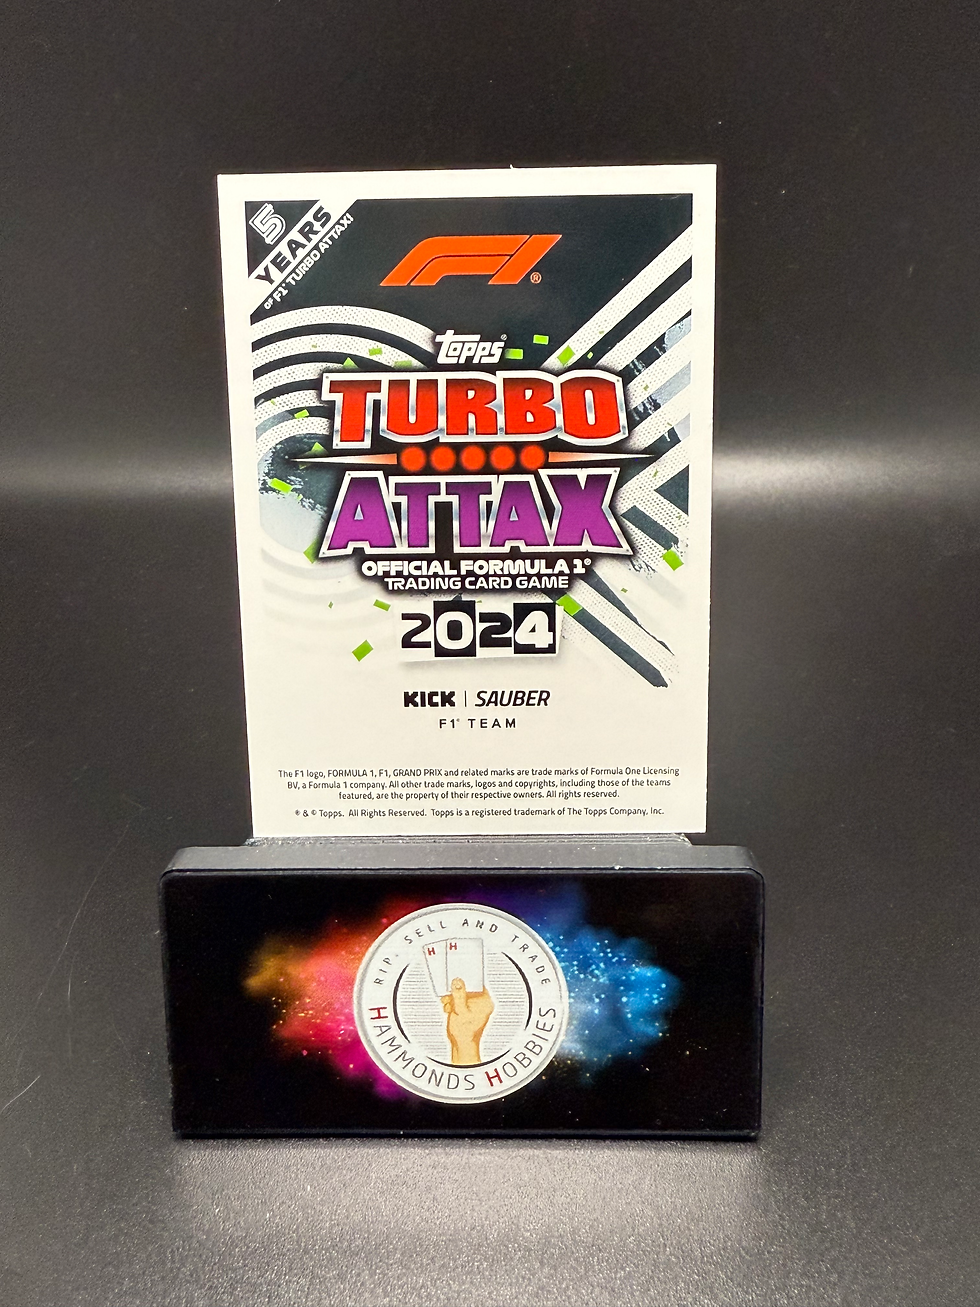 5
YEARS
OF F1® TURBO ATTAX!
F1®
Topps®
TURBO
ATTAX
OFFICIAL FORMULA 1®
TRADING CARD GAME
2024
KICK | SAUBER
F1® TEAM
The F1 logo, FORMULA 1, F1, GRAND PRIX and related marks are trade marks of Formula One Licensing
BV, a Formula 1 company. All other trade marks, logos and copyrights, including those of the teams
featured, are the property of their respective owners. All rights reserved.
® & © Topps. All Rights Reserved. Topps is a registered trademark of The Topps Company, Inc.
RIP. SELL AND TRADE
H H
HAMMONDS HOBBIES